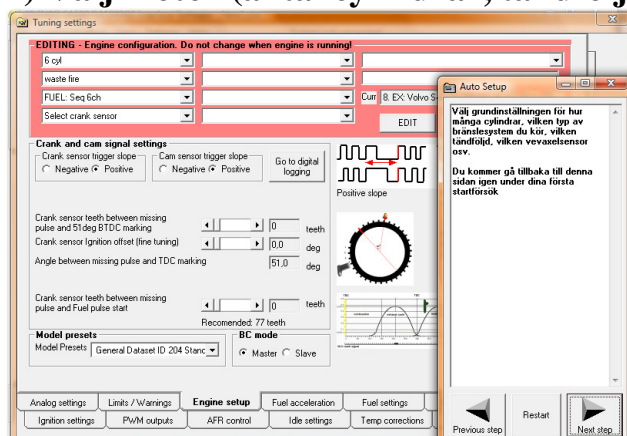 Tuning settings
EDITING - Engine configuration. Do not change when engine is running!
6 cyl
waste fire
FUEL: Seq 6ch
Curr
8. EX: Volvo S
Select crank sensor
EDIT
Crank and cam signal settings
Crank sensor trigger slope
Cam sensor trigger slope
Negative
Positive
Negative
Positive
Go to digital
logging
Positive slope
Crank sensor teeth between missing
pulse and 51deg BTDC marking
0
teeth
Crank sensor Ignition offset (fine tuning)
0,0
deg
Angle between missing pulse and TDC marking
51,0
deg
Crank sensor teeth between missing
pulse and Fuel pulse start
0
teeth
Recomended: 77 teeth
Model presets
Model Presets
General Dataset ID 204 Stanc
BC mode
Master
Slave
Analog settings
Limits / Warnings
Engine setup
Fuel acceleration
Fuel settings
Ignition settings
PWM outputs
AFR control
Idle settings
Temp corrections
Auto Setup
Välj grundinställningen för hur
många cylindrar, vilken typ av
bränslesystem du kör, vilken
tändföljd, vilken vevaxelsensor
osv.
Du kommer gå tillbaka till denna
sidan igen under dina första
startförsök
Previous step
Restart
Next step